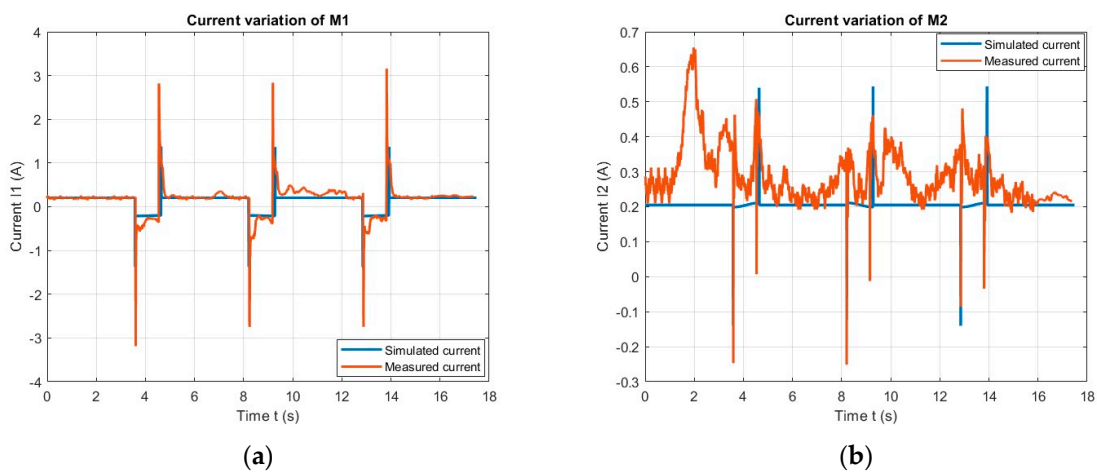 Current variation of M1
4
3
2
1
0
-1
-2
-3
-4
Current I1 (A)
0 2 4 6 8 10 12 14 16 18
Time t (s)
Simulated current
Measured current
(a)
Current variation of M2
0.7
0.6
0.5
0.4
0.3
0.2
0.1
0
-0.1
-0.2
-0.3
Current I2 (A)
0 2 4 6 8 10 12 14 16 18
Time t (s)
Simulated current
Measured current
(b)